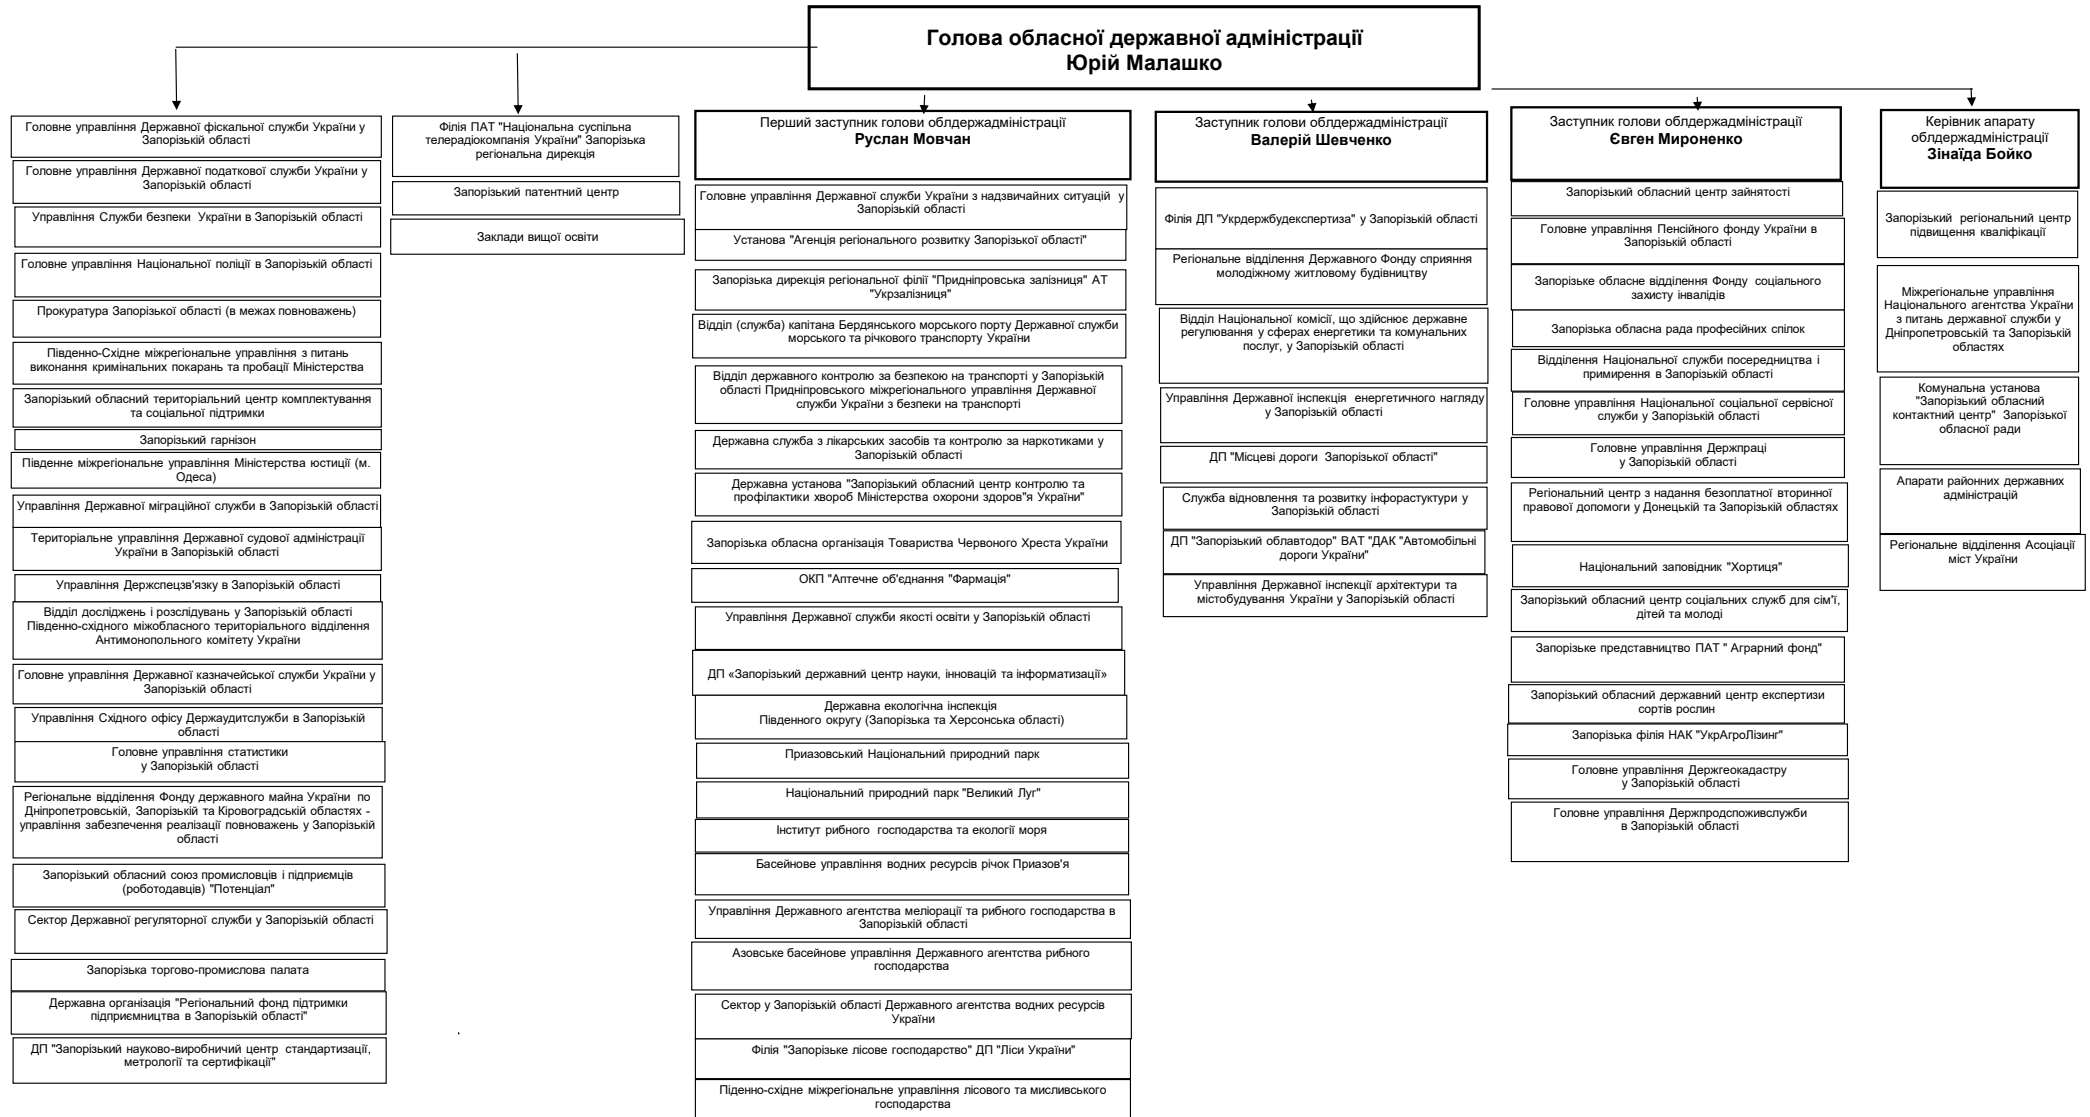 Голова обласної державної адміністрації
Юрій Малашко
Головне управління Державної фіскальної служби України у
Запорізькій області
Головне управління Державної податкової служби України у
Запорізькій області
Управління Служби безпеки України в Запорізькій області
Головне управління Національної поліції в Запорізькій області
Прокуратура Запорізької області (в межах повноважень)
Південно-Східне міжрегіональне управління з питань
виконання кримінальних покарань та пробації Міністерства
Запорізький обласний територіальний центр комплектування
та соціальної підтримки
Запорізький гарнізон
Південне міжрегіональне управління Міністерства юстиції (м.
Одеса)
Управління Державної міграційної служби в Запорізькій області
Територіальне управління Державної судової адміністрації
України в Запорізькій області
Управління Держспецзв'язку в Запорізькій області
Відділ досліджень і розслідувань у Запорізькій області
Південно-східного міжобласного територіального відділення
Антимонопольного комітету України
Головне управління Державної казначейської служби України у
Запорізькій області
Управління Східного офісу Держаудитслужби в Запорізькій
області
Головне управління статистики
у Запорізькій області
Регіональне відділення Фонду державного майна України по
Дніпропетровській, Запорізькій та Кіровоградській областях -
управління забезпечення реалізації повноважень у Запорізькій
області
Запорізький обласний союз промисловців і підприємців
(роботодавців) "Потенціал"
Сектор Державної регуляторної служби у Запорізькій області
Запорізька торгово-промислова палата
Державна організація "Регіональний фонд підтримки
підприємництва в Запорізькій області"
ДП "Запорізький науково-виробничий центр стандартизації,
метрології та сертифікації"
Філія ПАТ "Національна суспільна
телерадіокомпанія України" Запорізька
регіональна дирекція
Запорізький патентний центр
Заклади вищої освіти
Перший заступник голови облдержадміністрації
Руслан Мовчан
Головне управління Державної служби України з надзвичайних ситуацій у
Запорізькій області
Установа "Агенція регіонального розвитку Запорізької області"
Запорізька дирекція регіональної філії "Придніпровська залізниця" АТ
"Укрзалізниця"
Відділ (служба) капітана Бердянського морського порту Державної служби
морського та річкового транспорту України
Відділ державного контролю за безпекою на транспорті у Запорізькій
області Придніпровського міжрегіонального управління Державної
служби України з безпеки на транспорті
Державна служба з лікарських засобів та контролю за наркотиками у
Запорізькій області
Державна установа "Запорізький обласний центр контролю та
профілактики хвороб Міністерства охорони здоров"я України"
Запорізька обласна організація Товариства Червоного Хреста України
ОКП "Аптечне об'єднання "Фармація"
Управління Державної служби якості освіти у Запорізькій області
ДП «Запорізький державний центр науки, інновацій та інформатизації»
Державна екологічна інспекція
Південного округу (Запорізька та Херсонська області)
Приазовський Національний природний парк
Національний природний парк "Великий Луг"
Інститут рибного господарства та екології моря
Басейнове управління водних ресурсів річок Приазов'я
Управління Державного агентства меліорації та рибного господарства в
Запорізькій області
Азовське басейнове управління Державного агентства рибного
господарства
Сектор у Запорізькій області Державного агентства водних ресурсів
України
Філія "Запорізьке лісове господарство" ДП "Ліси України"
Піденно-східне міжрегіональне управління лісового та мисливського
господарства
Заступник голови облдержадміністрації
Валерій Шевченко
Філія ДП "Укрдержбудекспертиза" у Запорізькій області
Регіональне відділення Державного Фонду сприяння
молодіжному житловому будівництву
Відділ Національної комісії, що здійснює державне
регулювання у сферах енергетики та комунальних
послуг, у Запорізькій області
Управління Державної інспекція енергетичного нагляду
у Запорізькій області
ДП "Місцеві дороги Запорізької області"
Служба відновлення та розвитку інфорастуктури у
Запорізькій області
ДП "Запорізький облавтодор" ВАТ "ДАК "Автомобільні
дороги України"
Управління Державної інспекції архітектури та
містобудування України у Запорізькій області
Заступник голови облдержадміністрації
Євген Мироненко
Запорізький обласний центр зайнятості
Головне управління Пенсійного фонду України в
Запорізькій області
Запорізьке обласне відділення Фонду соціального
захисту інвалідів
Запорізька обласна рада професійних спілок
Відділення Національної служби посередництва і
примирення в Запорізькій області
Головне управління Національної соціальної сервісної
служби у Запорізькій області
Головне управління Держпраці
у Запорізькій області
Регіональний центр з надання безоплатної вторинної
правової допомоги у Донецькій та Запорізькій областях
Національний заповідник "Хортиця"
Запорізький обласний центр соціальних служб для сім'ї,
дітей та молоді
Запорізьке представництво ПАТ " Аграрний фонд"
Запорізький обласний державний центр експертизи
сортів рослин
Запорізька філія НАК "УкрАгроЛізинг"
Головне управління Держгеокадастру
у Запорізькій області
Головне управління Держпродспоживслужби
в Запорізькій області
Керівник апарату
облдержадміністрації
Зінаїда Бойко
Запорізький регіональний центр
підвищення кваліфікації
Міжрегіональне управління
Національного агентства України
з питань державної служби у
Дніпропетровській та Запорізькій
областях
Комунальна установа
"Запорізький обласний
контактний центр" Запорізької
обласної ради
Апарати районних державних
адміністрацій
Регіональне відділення Асоціації
міст України